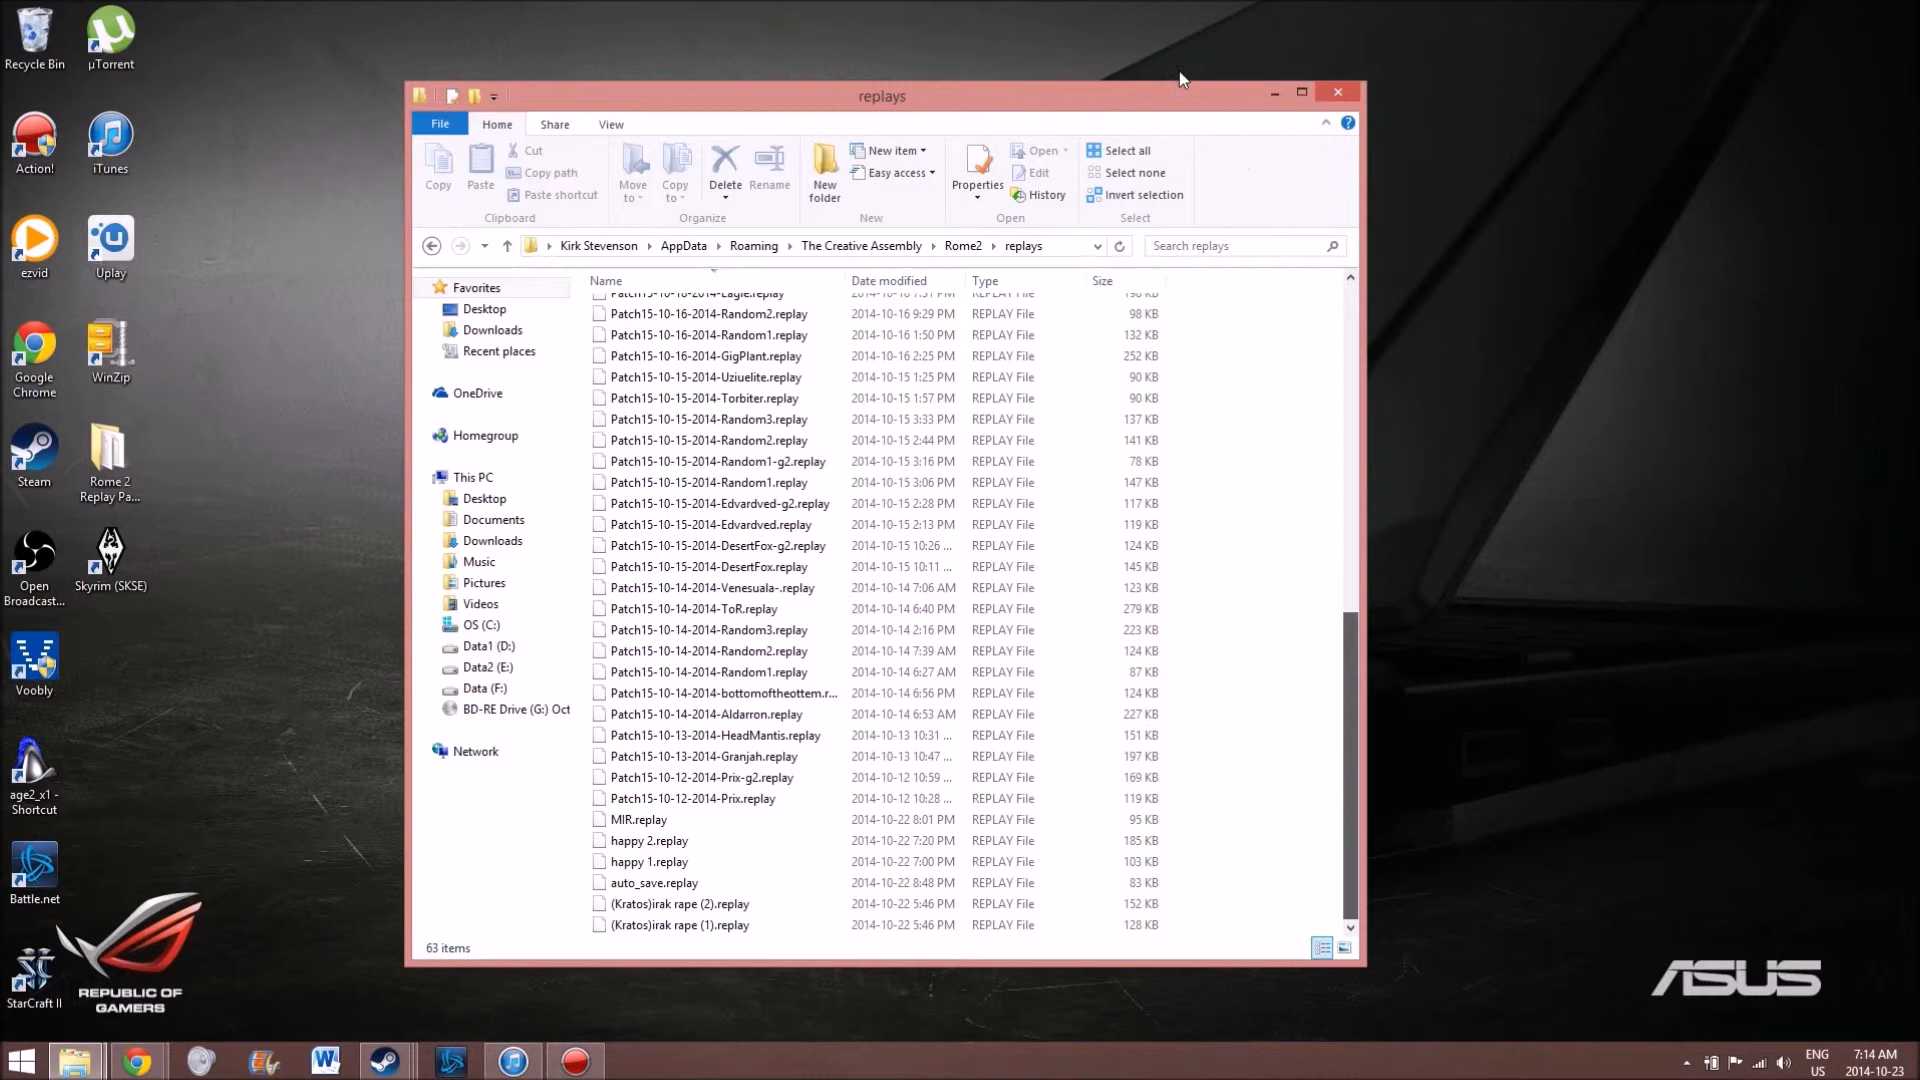 Recycle Bin
µTorrent
Action!
iTunes
ezvid
Uplay
Google
Chrome
WinZip
Steam
Rome 2
Replay Pa...
Open
Broadcast...
Skyrim (SKSE)
Voobly
age2_x1 -
Shortcut
Battle.net
StarCraft II
REPUBLIC OF
GAMERS
replays
File Home Share View
Copy
Paste
Cut
Copy path
Paste shortcut
Clipboard
Move
to
Copy
to
Delete
Rename
Organize
New
folder
New item
Easy access
New
Properties
Open
Edit
History
Open
Select all
Select none
Invert selection
Select
Kirk Stevenson AppData Roaming The Creative Assembly Rome2 replays
Search replays
Favorites
Desktop
Downloads
Recent places
OneDrive
Homegroup
This PC
Desktop
Documents
Downloads
Music
Pictures
Videos
OS (C:)
Data1 (D:)
Data2 (E:)
Data (F:)
BD-RE Drive (G:) Oct
Network
Name Date modified Type Size
Patch15-10-16-2014-Eagle.replay 2014-10-16 7:31 PM REPLAY File 196 KB
Patch15-10-16-2014-Random2.replay 2014-10-16 9:29 PM REPLAY File 98 KB
Patch15-10-16-2014-Random1.replay 2014-10-16 1:50 PM REPLAY File 132 KB
Patch15-10-16-2014-GigPlant.replay 2014-10-16 2:25 PM REPLAY File 252 KB
Patch15-10-15-2014-Uziuelite.replay 2014-10-15 1:25 PM REPLAY File 90 KB
Patch15-10-15-2014-Torbiter.replay 2014-10-15 1:57 PM REPLAY File 90 KB
Patch15-10-15-2014-Random3.replay 2014-10-15 3:33 PM REPLAY File 137 KB
Patch15-10-15-2014-Random2.replay 2014-10-15 2:44 PM REPLAY File 141 KB
Patch15-10-15-2014-Random1-g2.replay 2014-10-15 3:16 PM REPLAY File 78 KB
Patch15-10-15-2014-Random1.replay 2014-10-15 3:06 PM REPLAY File 147 KB
Patch15-10-15-2014-Edvardved-g2.replay 2014-10-15 2:28 PM REPLAY File 117 KB
Patch15-10-15-2014-Edvardved.replay 2014-10-15 2:13 PM REPLAY File 119 KB
Patch15-10-15-2014-DesertFox-g2.replay 2014-10-15 10:26 ... REPLAY File 124 KB
Patch15-10-15-2014-DesertFox.replay 2014-10-15 10:11 ... REPLAY File 145 KB
Patch15-10-14-2014-Venesuala-.replay 2014-10-14 7:06 AM REPLAY File 123 KB
Patch15-10-14-2014-ToR.replay 2014-10-14 6:40 PM REPLAY File 279 KB
Patch15-10-14-2014-Random3.replay 2014-10-14 2:16 PM REPLAY File 223 KB
Patch15-10-14-2014-Random2.replay 2014-10-14 7:39 AM REPLAY File 124 KB
Patch15-10-14-2014-Random1.replay 2014-10-14 6:27 AM REPLAY File 87 KB
Patch15-10-14-2014-bottomoftheottem.r... 2014-10-14 6:56 PM REPLAY File 124 KB
Patch15-10-14-2014-Aldarron.replay 2014-10-14 6:53 AM REPLAY File 227 KB
Patch15-10-13-2014-HeadMantis.replay 2014-10-13 10:31 ... REPLAY File 151 KB
Patch15-10-13-2014-Granjah.replay 2014-10-13 10:47 ... REPLAY File 197 KB
Patch15-10-12-2014-Prix-g2.replay 2014-10-12 10:59 ... REPLAY File 169 KB
Patch15-10-12-2014-Prix.replay 2014-10-12 10:28 ... REPLAY File 119 KB
MIR.replay 2014-10-22 8:01 PM REPLAY File 95 KB
happy 2.replay 2014-10-22 7:20 PM REPLAY File 185 KB
happy 1.replay 2014-10-22 7:00 PM REPLAY File 103 KB
auto_save.replay 2014-10-22 8:48 PM REPLAY File 83 KB
(Kratos)irak rape (2).replay 2014-10-22 5:46 PM REPLAY File 152 KB
(Kratos)irak rape (1).replay 2014-10-22 5:46 PM REPLAY File 128 KB
63 items
ASUS
ENG
US
7:14 AM
2014-10-23